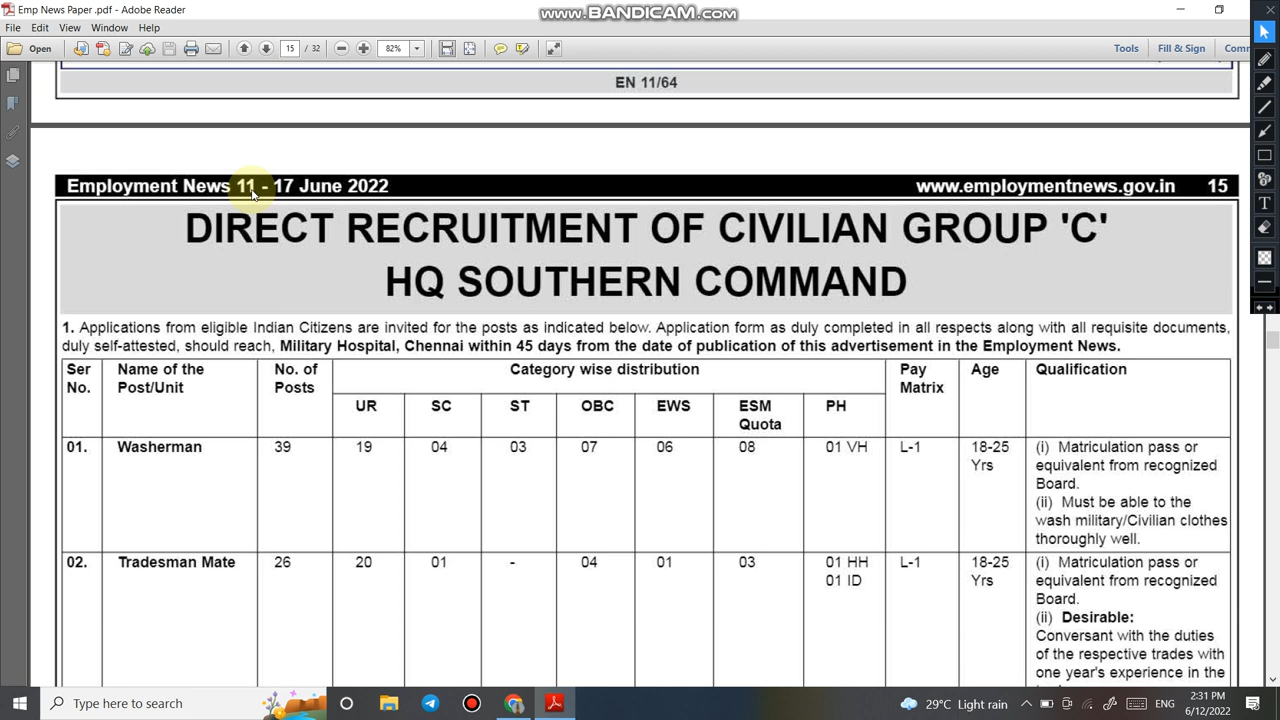 Emp News Paper .pdf - Adobe Reader
www.BANDICAM.com
File Edit View Window Help
Open 15 / 32 82% Tools Fill & Sign Comm
EN 11/64
Employment News 11 - 17 June 2022 www.employmentnews.gov.in 15
DIRECT RECRUITMENT OF CIVILIAN GROUP 'C'
HQ SOUTHERN COMMAND
1. Applications from eligible Indian Citizens are invited for the posts as indicated below. Application form as duly completed in all respects along with all requisite documents,
duly self-attested, should reach, Military Hospital, Chennai within 45 days from the date of publication of this advertisement in the Employment News.
Ser No. Name of the Post/Unit No. of Posts Category wise distribution Pay Matrix Age Qualification
UR SC ST OBC EWS ESM Quota PH
01. Washerman 39 19 04 03 07 06 08 01 VH L-1 18-25 Yrs (i) Matriculation pass or
equivalent from recognized
Board.
(ii) Must be able to the
wash military/Civilian clothes
thoroughly well.
02. Tradesman Mate 26 20 01 - 04 01 03 01 HH 01 ID L-1 18-25 Yrs (i) Matriculation pass or
equivalent from recognized
Board.
(ii) Desirable:
Conversant with the duties
of the respective trades with
one year's experience in the
Type here to search
29°C Light rain ENG 2:31 PM
6/12/2022